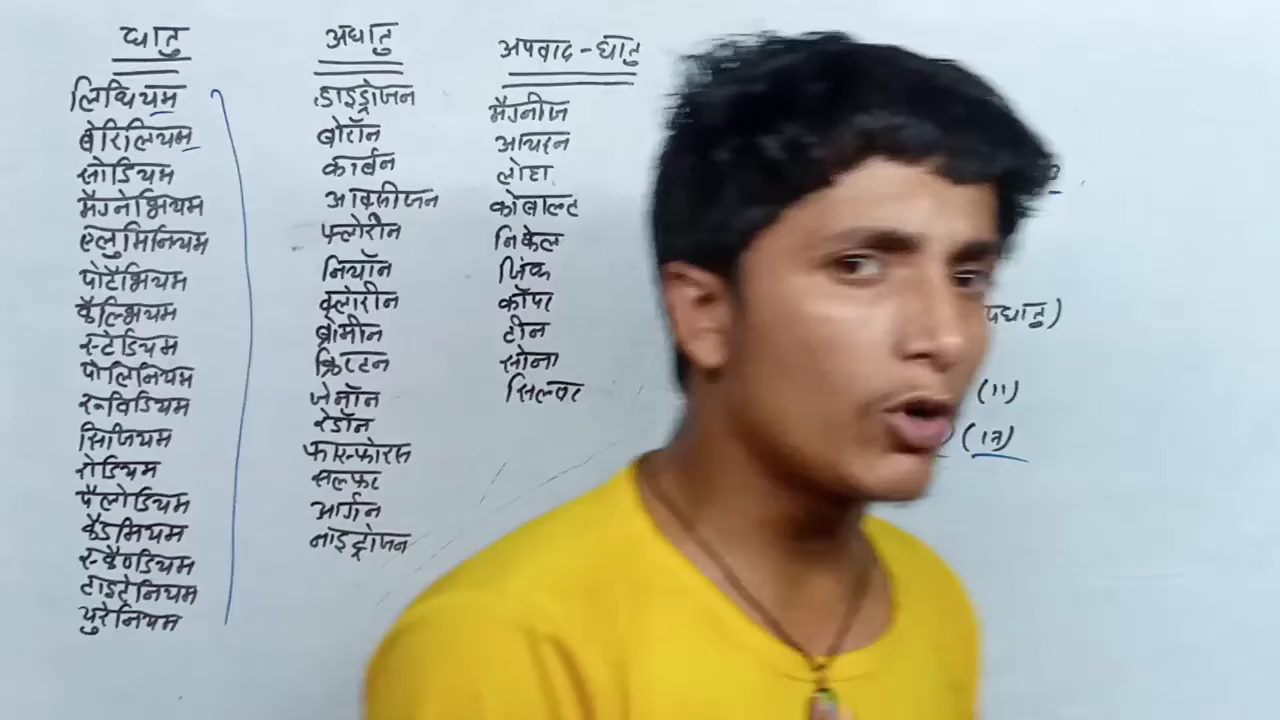 धातु
लिथियम
बेरिलियम
सोडियम
मैग्नेशियम
एलुमिनियम
पोटैशियम
कैल्शियम
स्टेडियम
पोलिनियम
रूबिडियम
सिजियम
रोडियम
पैलोडियम
कैडमियम
स्कैण्डियम
टाइटेनियम
युरेनियम
अधातु
हाइड्रोजन
बोरॉन
कार्बन
आक्सीजन
फ्लोरीन
नियॉन
क्लोरीन
ब्रोमीन
क्रिप्टन
जेनॉन
रेडॉन
फास्फोरस
सल्फर
आर्गन
नाइट्रोजन
अपवाद - धातु
मैग्नीज
आयरन
लोहा
कोबाल्ट
निकेल
जिंक
कॉपर
टीन
सोना
सिल्वर
पधातु)
(11)
(17)